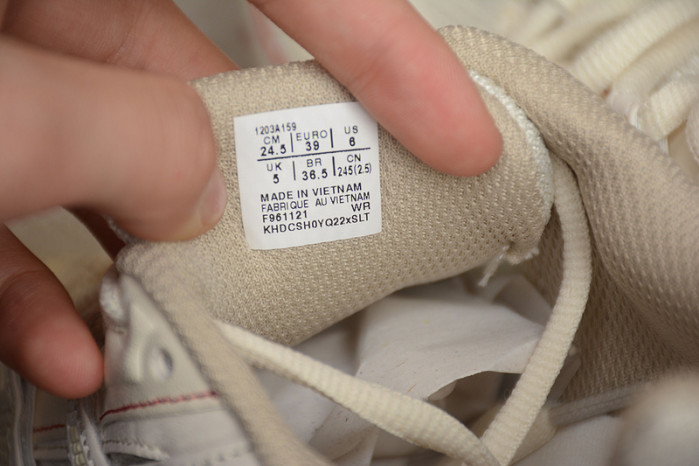 1203A159
CM EURO US
24.5 39 6
UK BR CN
5 36.5 245(2.5)
MADE IN VIETNAM
FABRIQUE AU VIETNAM
F961121 WR
KHDCSH0YQ22xSLT